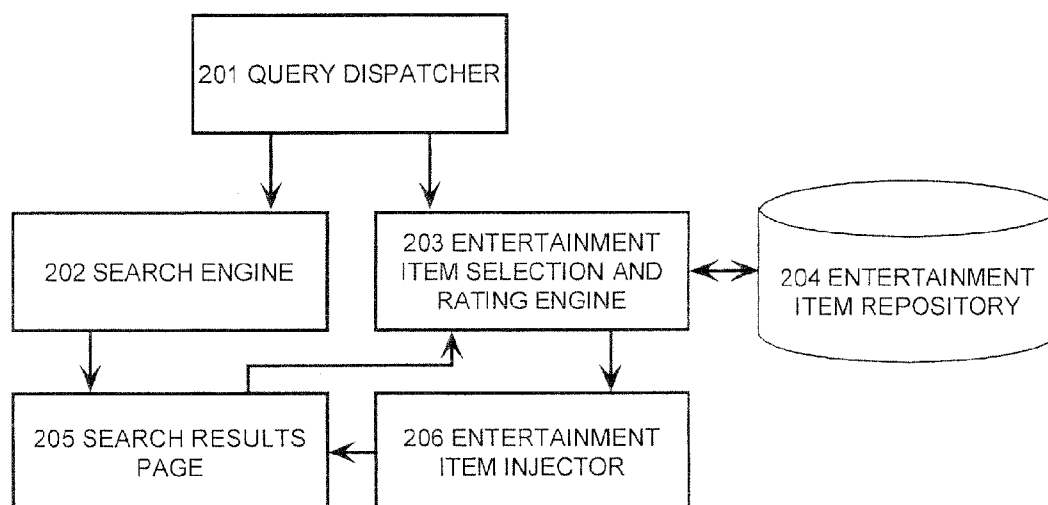 201 QUERY DISPATCHER
202 SEARCH ENGINE
203 ENTERTAINMENT
ITEM SELECTION AND
RATING ENGINE
204 ENTERTAINMENT
ITEM REPOSITORY
205 SEARCH RESULTS
PAGE
206 ENTERTAINMENT
ITEM INJECTOR